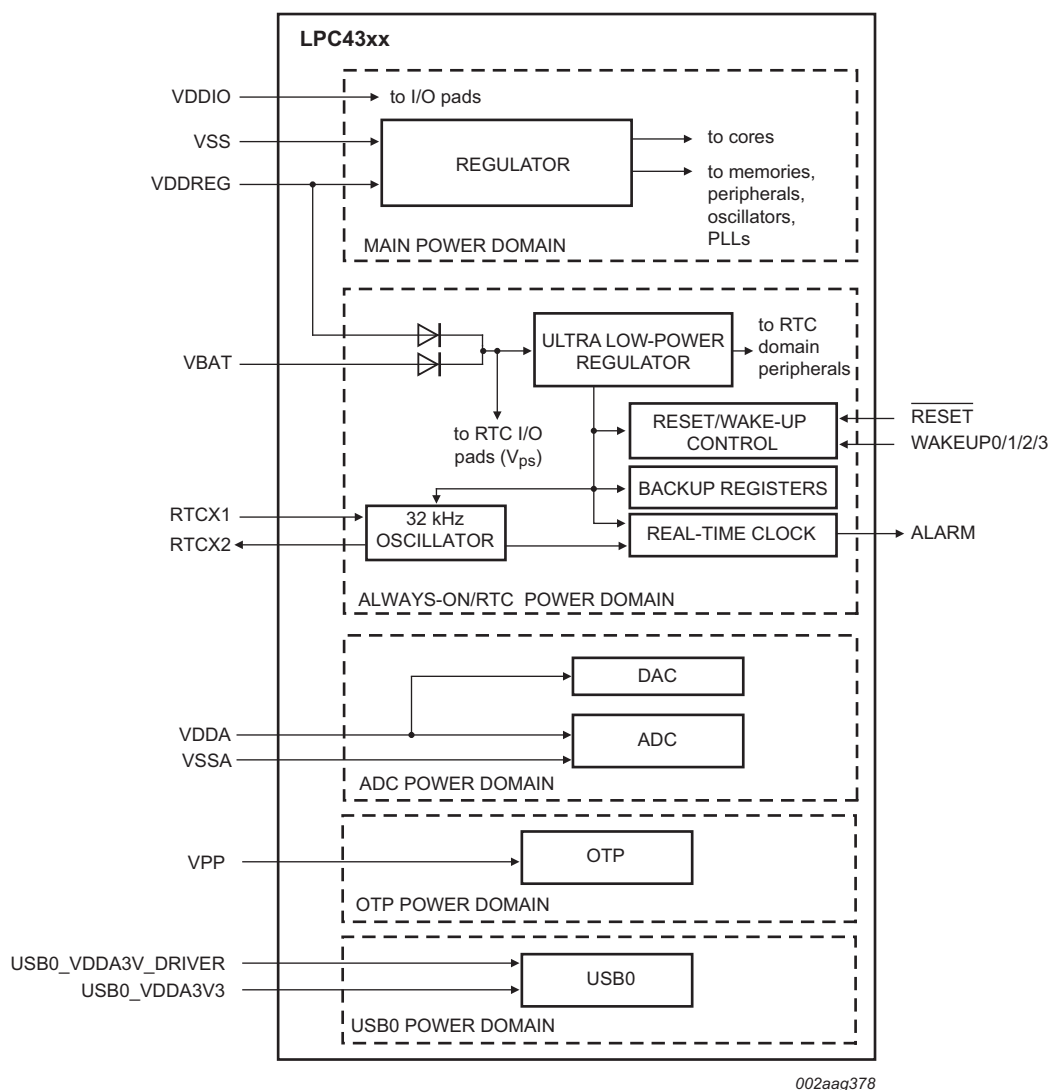 LPC43xx
VDDIO
to I/O pads
VSS
VDDREG
REGULATOR
to cores
to memories,
peripherals,
oscillators,
PLLs
MAIN POWER DOMAIN
VBAT
ULTRA LOW-POWER
REGULATOR
to RTC
domain
peripherals
to RTC I/O
pads (Vps)
RESET/WAKE-UP
CONTROL
RESET
WAKEUP0/1/2/3
BACKUP REGISTERS
RTCX1
RTCX2
32 kHz
OSCILLATOR
REAL-TIME CLOCK
ALARM
ALWAYS-ON/RTC POWER DOMAIN
DAC
VDDA
VSSA
ADC
ADC POWER DOMAIN
VPP
OTP
OTP POWER DOMAIN
USB0_VDDA3V_DRIVER
USB0_VDDA3V3
USB0
USB0 POWER DOMAIN
002aag378